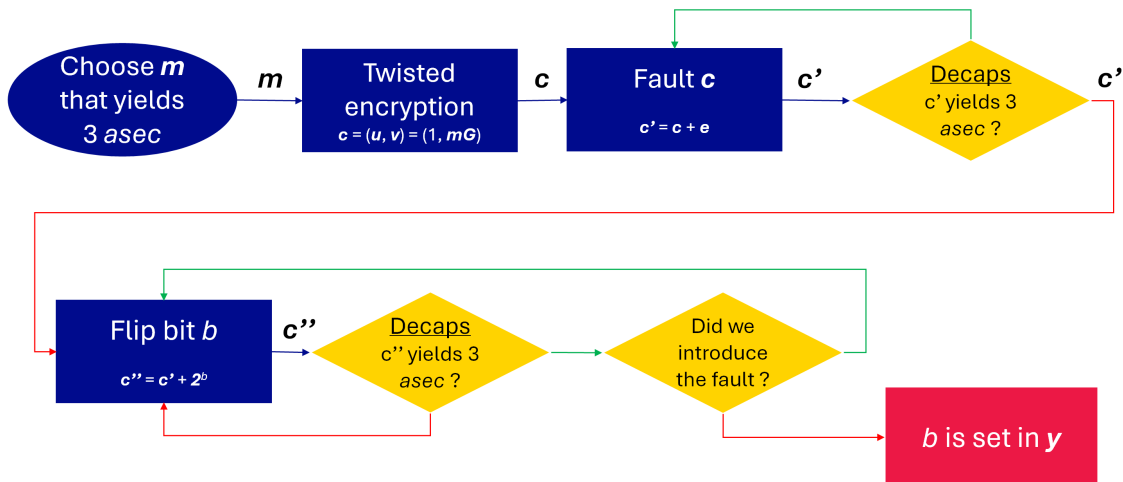 Choose m
that yields
3 asec
m
Twisted
encryption
c = (u, v) = (1, mG)
c
Fault c
c’ = c + e
c’
Decaps
c’ yields 3
asec ?
c’
Flip bit b
c’’ = c’ + 2ᵇ
c’’
Decaps
c’’ yields 3
asec ?
Did we
introduce
the fault ?
b is set in y